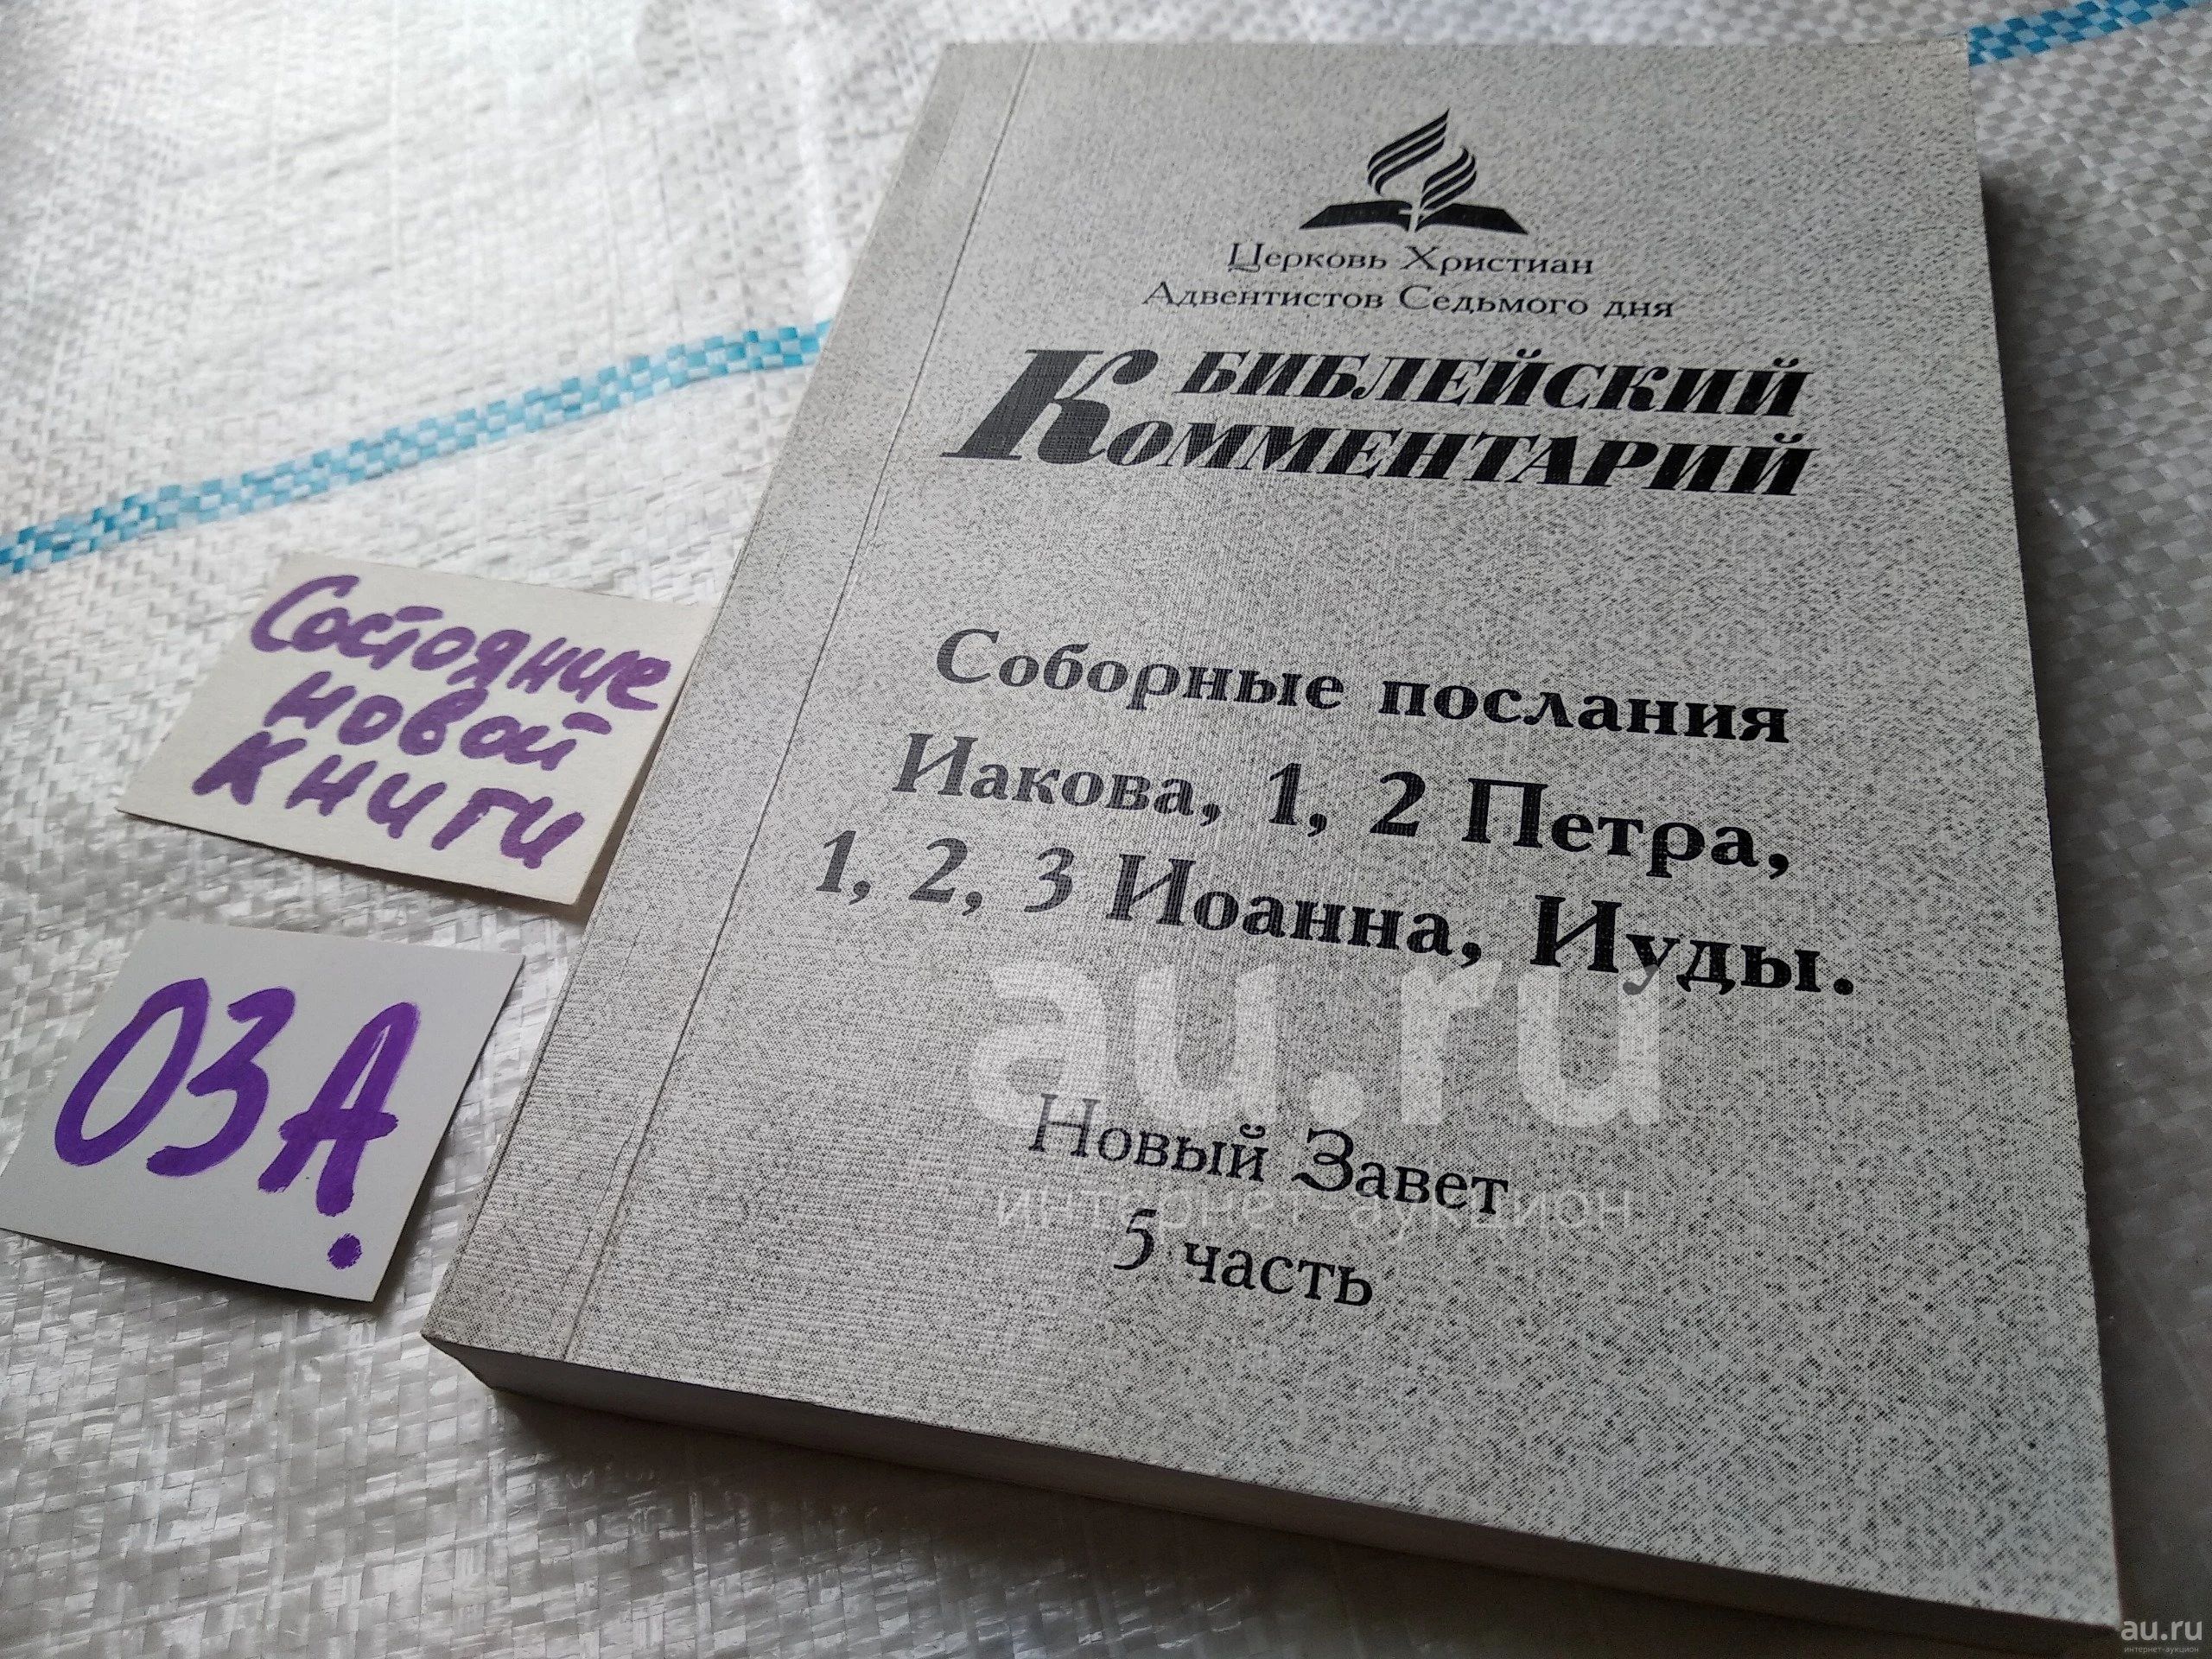 Церковь Христиан
Адвентистов Седьмого дня
БИБЛЕЙСКИЙ
КОММЕНТАРИЙ
Соборные послания
Иакова, 1, 2 Петра,
1, 2, 3 Иоанна, Иуды.
Новый Завет
5 часть
Состояние
новой
книги
ОЗА.
au.ru
интернет-аукцион
au.ru
интернет-аукцион